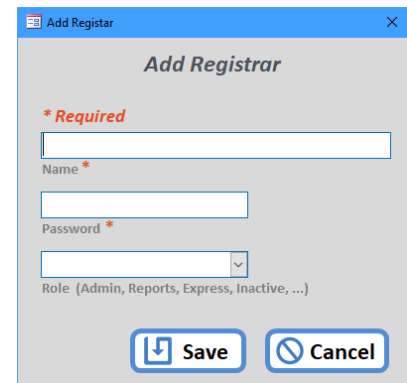 Add Registar
Add Registrar
* Required
Name *
Password *
Role (Admin, Reports, Express, Inactive, ...)
Save Cancel